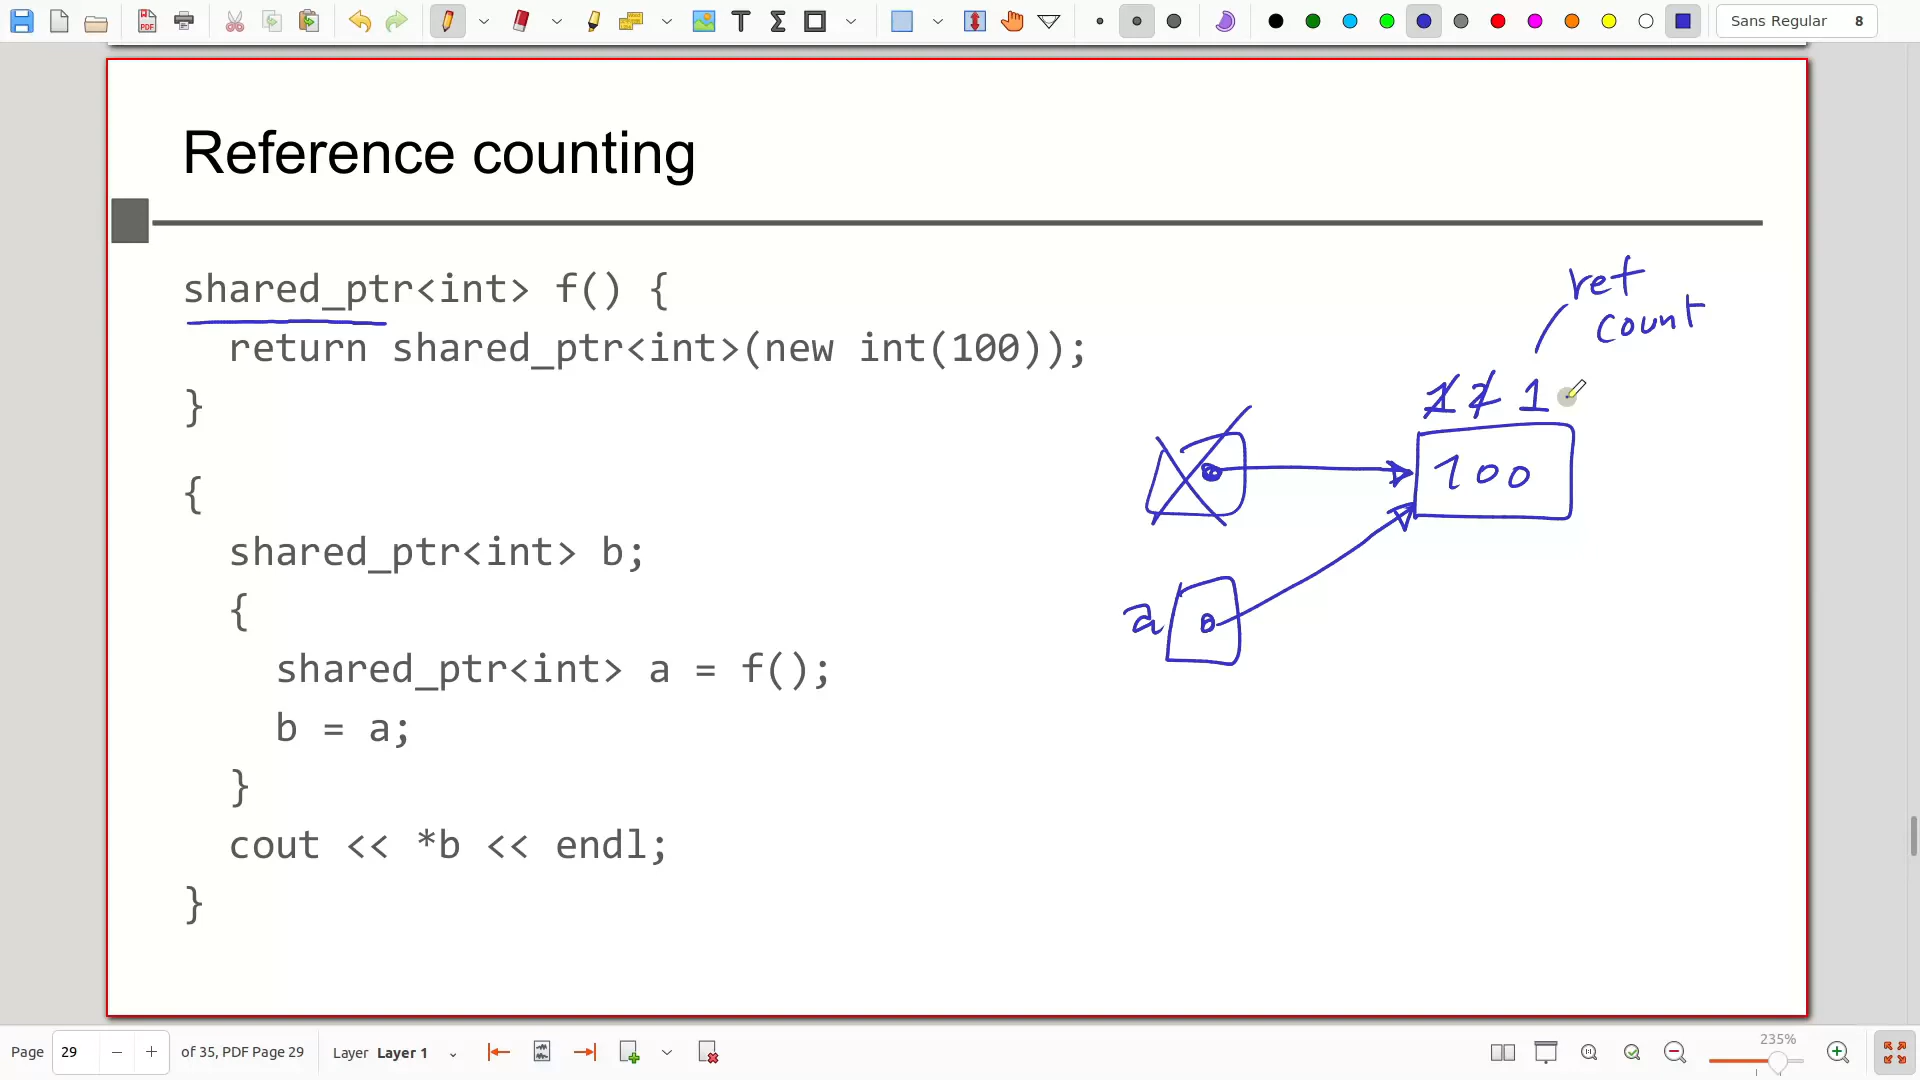 Sans Regular 8
Reference counting
shared_ptr<int> f() {
return shared_ptr<int>(new int(100));
}
{
shared_ptr<int> b;
{
shared_ptr<int> a = f();
b = a;
}
cout << *b << endl;
}
ref
count
1 2 1
100
a
Page 29 of 35, PDF Page 29 Layer Layer 1 235%